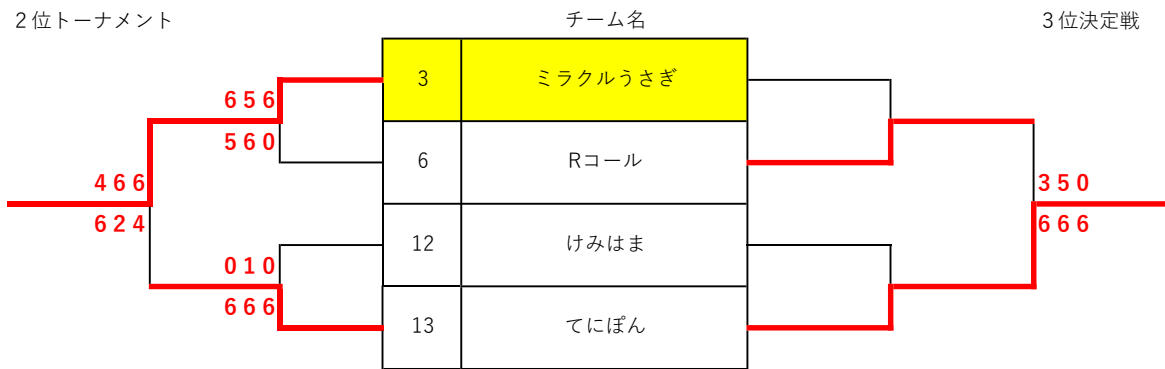 2位トーナメント チーム名 3位決定戦
3 ミラクルうさぎ
656
560
6 Rコール
466 350
624 666
12 けみはま
010
666
13 てにぽん